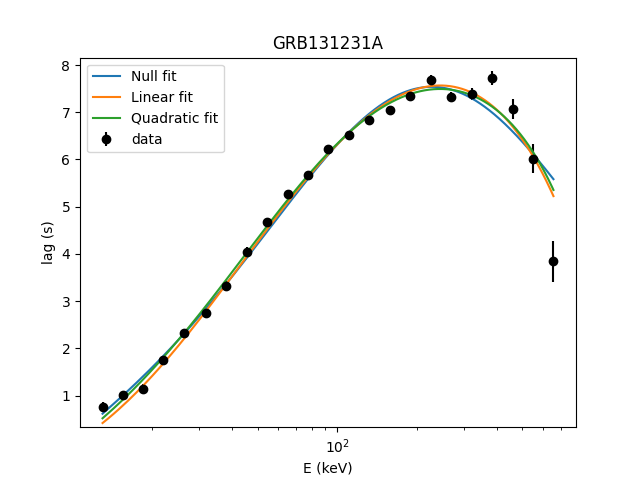 GRB131231A
Null fit
Linear fit
Quadratic fit
data
lag (s)
8
7
6
5
4
3
2
1
10²
E (keV)